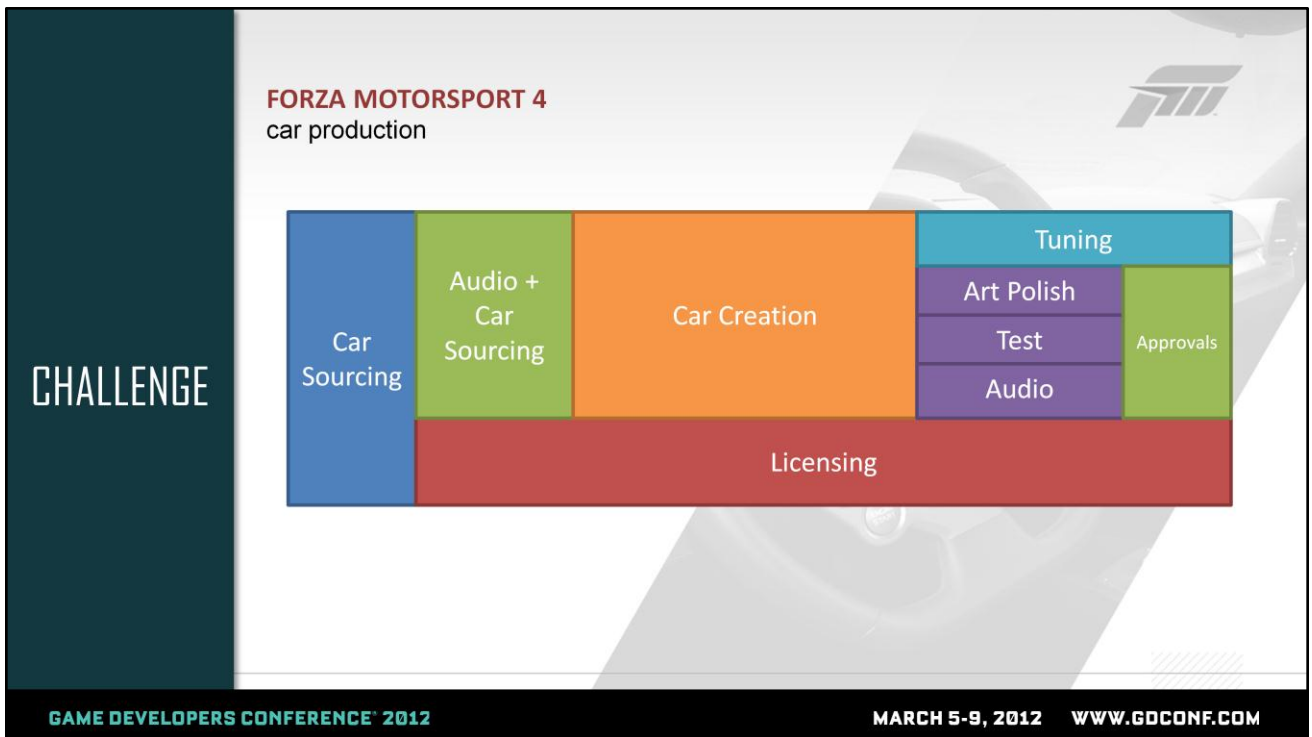 FORZA MOTORSPORT 4
car production
CHALLENGE
Car
Sourcing
Audio +
Car
Sourcing
Car Creation
Tuning
Art Polish
Test
Audio
Approvals
Licensing
GAME DEVELOPERS CONFERENCE® 2012
MARCH 5-9, 2012 WWW.GDCONF.COM